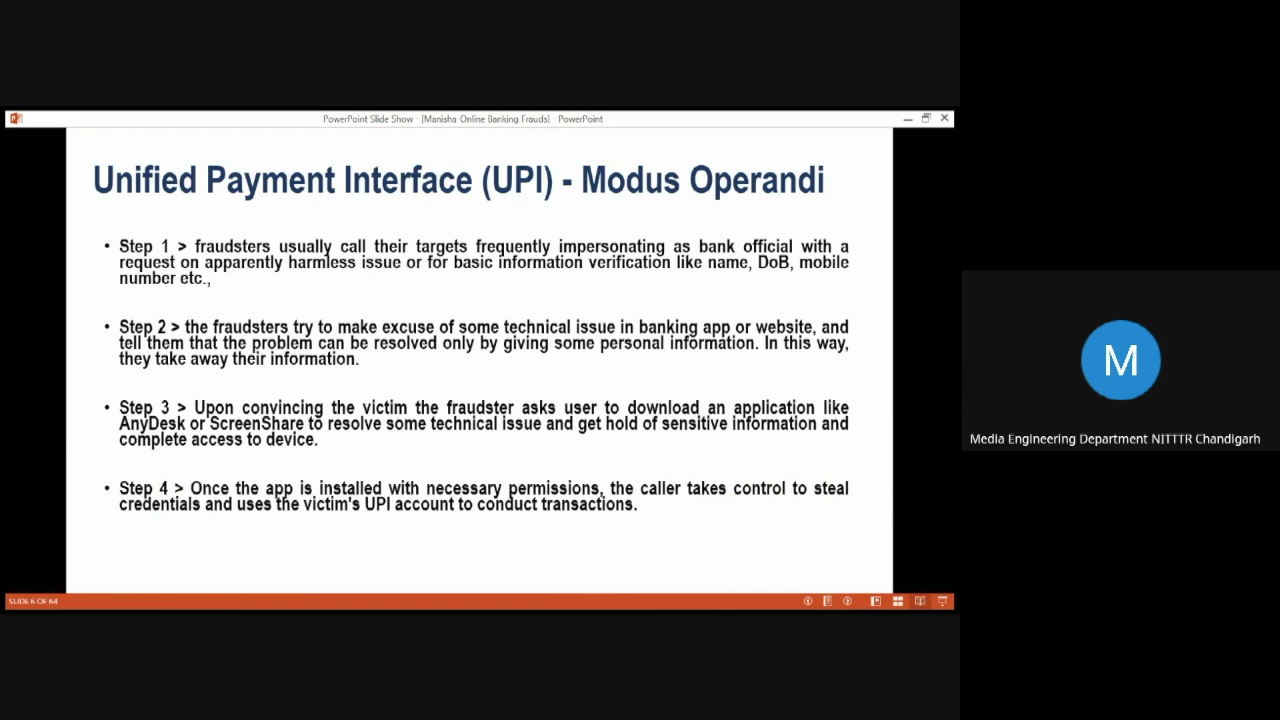 PowerPoint Slide Show - [Manisha-Online Banking Frauds] - PowerPoint
Unified Payment Interface (UPI) - Modus Operandi
• Step 1 > fraudsters usually call their targets frequently impersonating as bank official with a
request on apparently harmless issue or for basic information verification like name, DoB, mobile
number etc.,
• Step 2 > the fraudsters try to make excuse of some technical issue in banking app or website, and
tell them that the problem can be resolved only by giving some personal information. In this way,
they take away their information.
• Step 3 > Upon convincing the victim the fraudster asks user to download an application like
AnyDesk or ScreenShare to resolve some technical issue and get hold of sensitive information and
complete access to device.
• Step 4 > Once the app is installed with necessary permissions, the caller takes control to steal
credentials and uses the victim's UPI account to conduct transactions.
SLIDE 6 OF 64
M
Media Engineering Department NITTTR Chandigarh